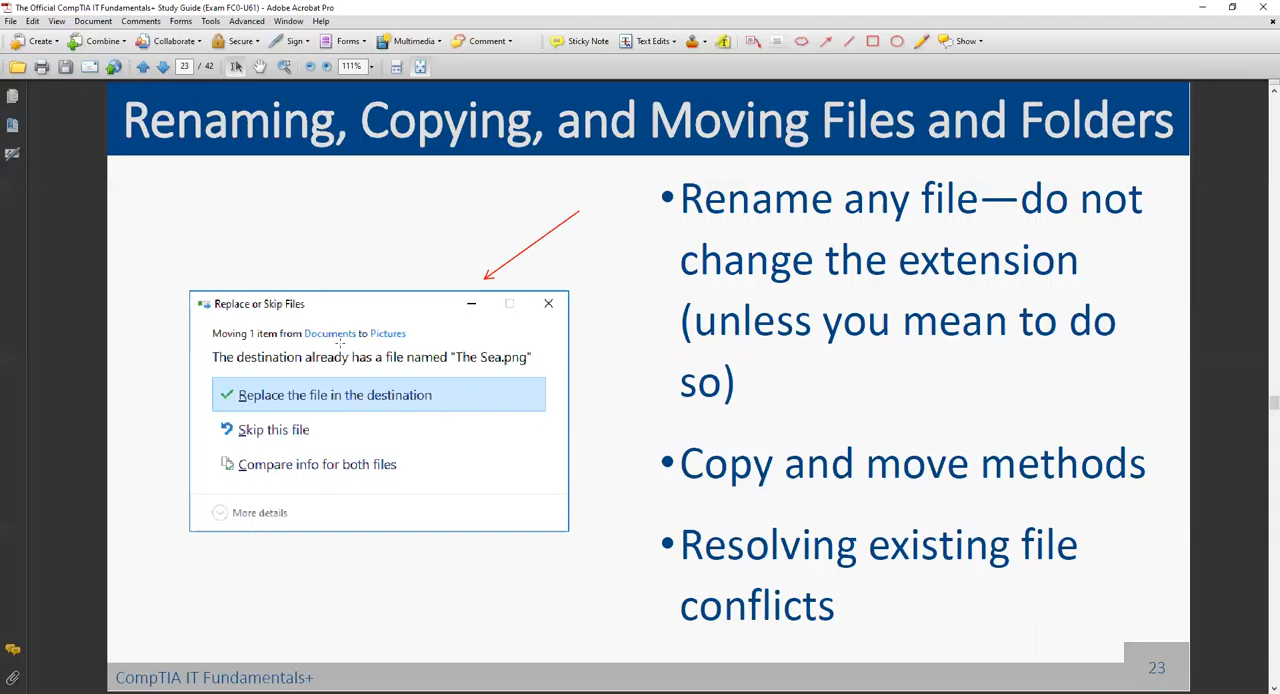 The Official CompTIA IT Fundamentals+ Study Guide (Exam FC0-U61) - Adobe Acrobat Pro
File Edit View Document Comments Forms Tools Advanced Window Help
Create Combine Collaborate Secure Sign Forms Multimedia Comment Sticky Note Text Edits Show
23 / 42 111%
Renaming, Copying, and Moving Files and Folders
Replace or Skip Files
Moving 1 item from Documents to Pictures
The destination already has a file named "The Sea.png"
Replace the file in the destination
Skip this file
Compare info for both files
More details
•Rename any file—do not
change the extension
(unless you mean to do
so)
•Copy and move methods
•Resolving existing file
conflicts
CompTIA IT Fundamentals+
23